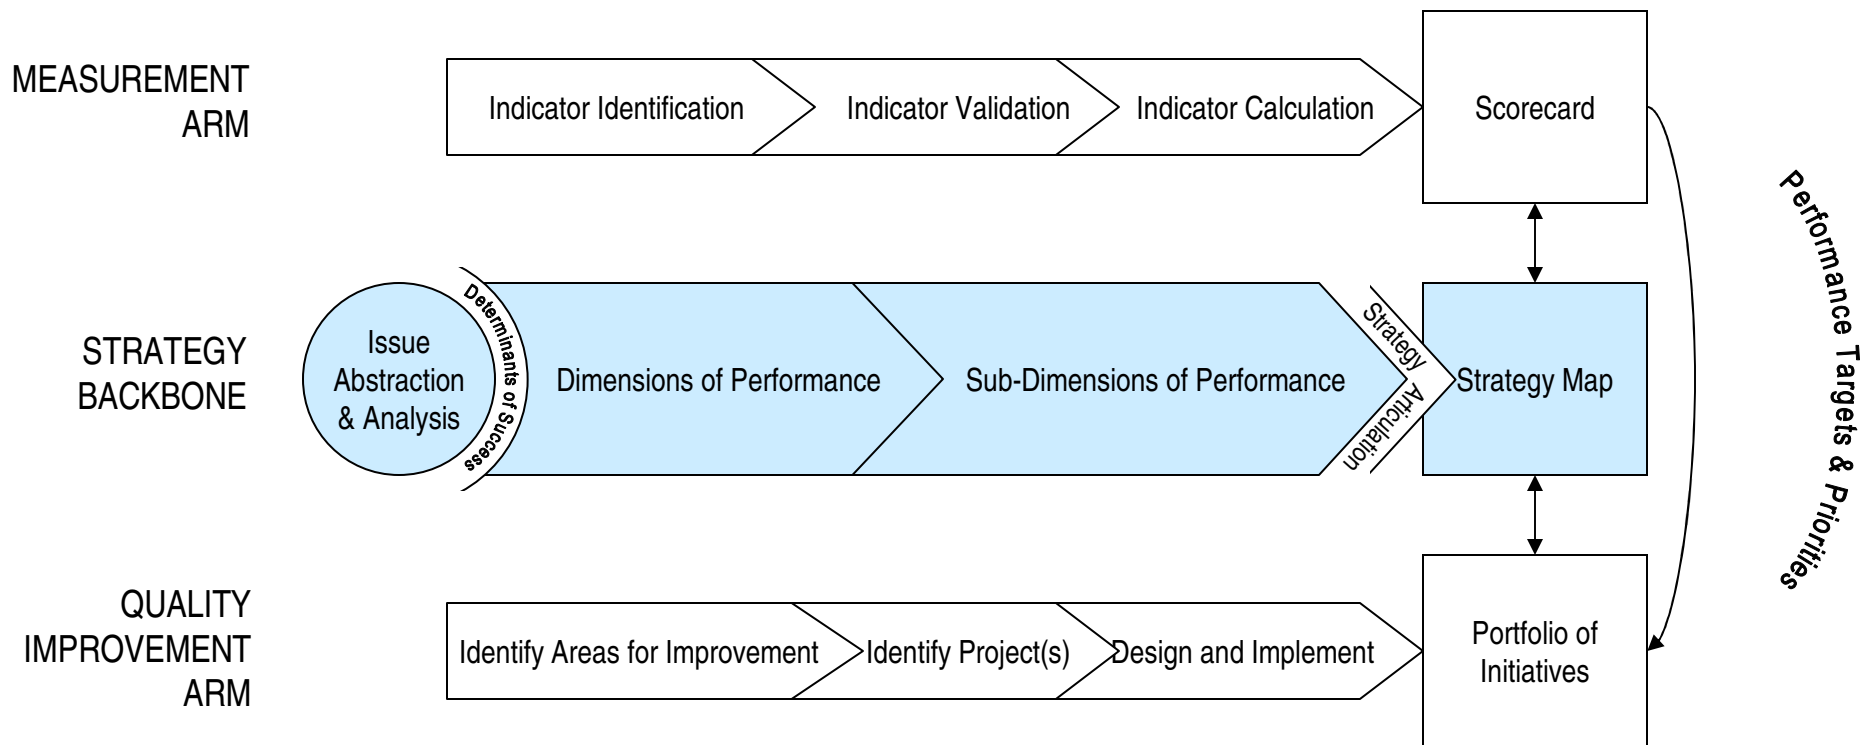 MEASUREMENT
ARM
Indicator Identification
Indicator Validation
Indicator Calculation
Scorecard
Performance Targets & Priorities
STRATEGY
BACKBONE
Issue
Abstraction
& Analysis
Determinants of Success
Dimensions of Performance
Sub-Dimensions of Performance
Strategy
Articulation
Strategy Map
QUALITY
IMPROVEMENT
ARM
Identify Areas for Improvement
Identify Project(s)
Design and Implement
Portfolio of
Initiatives